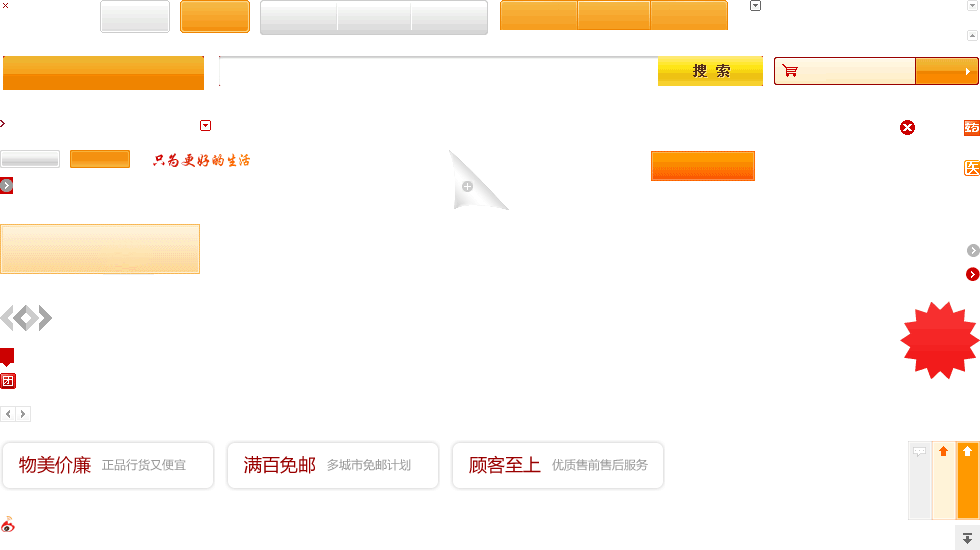 搜 索
只为更好的生活
医
团
物美价廉 正品行货又便宜
满百免邮 多城市免邮计划
顾客至上 优质售前售后服务